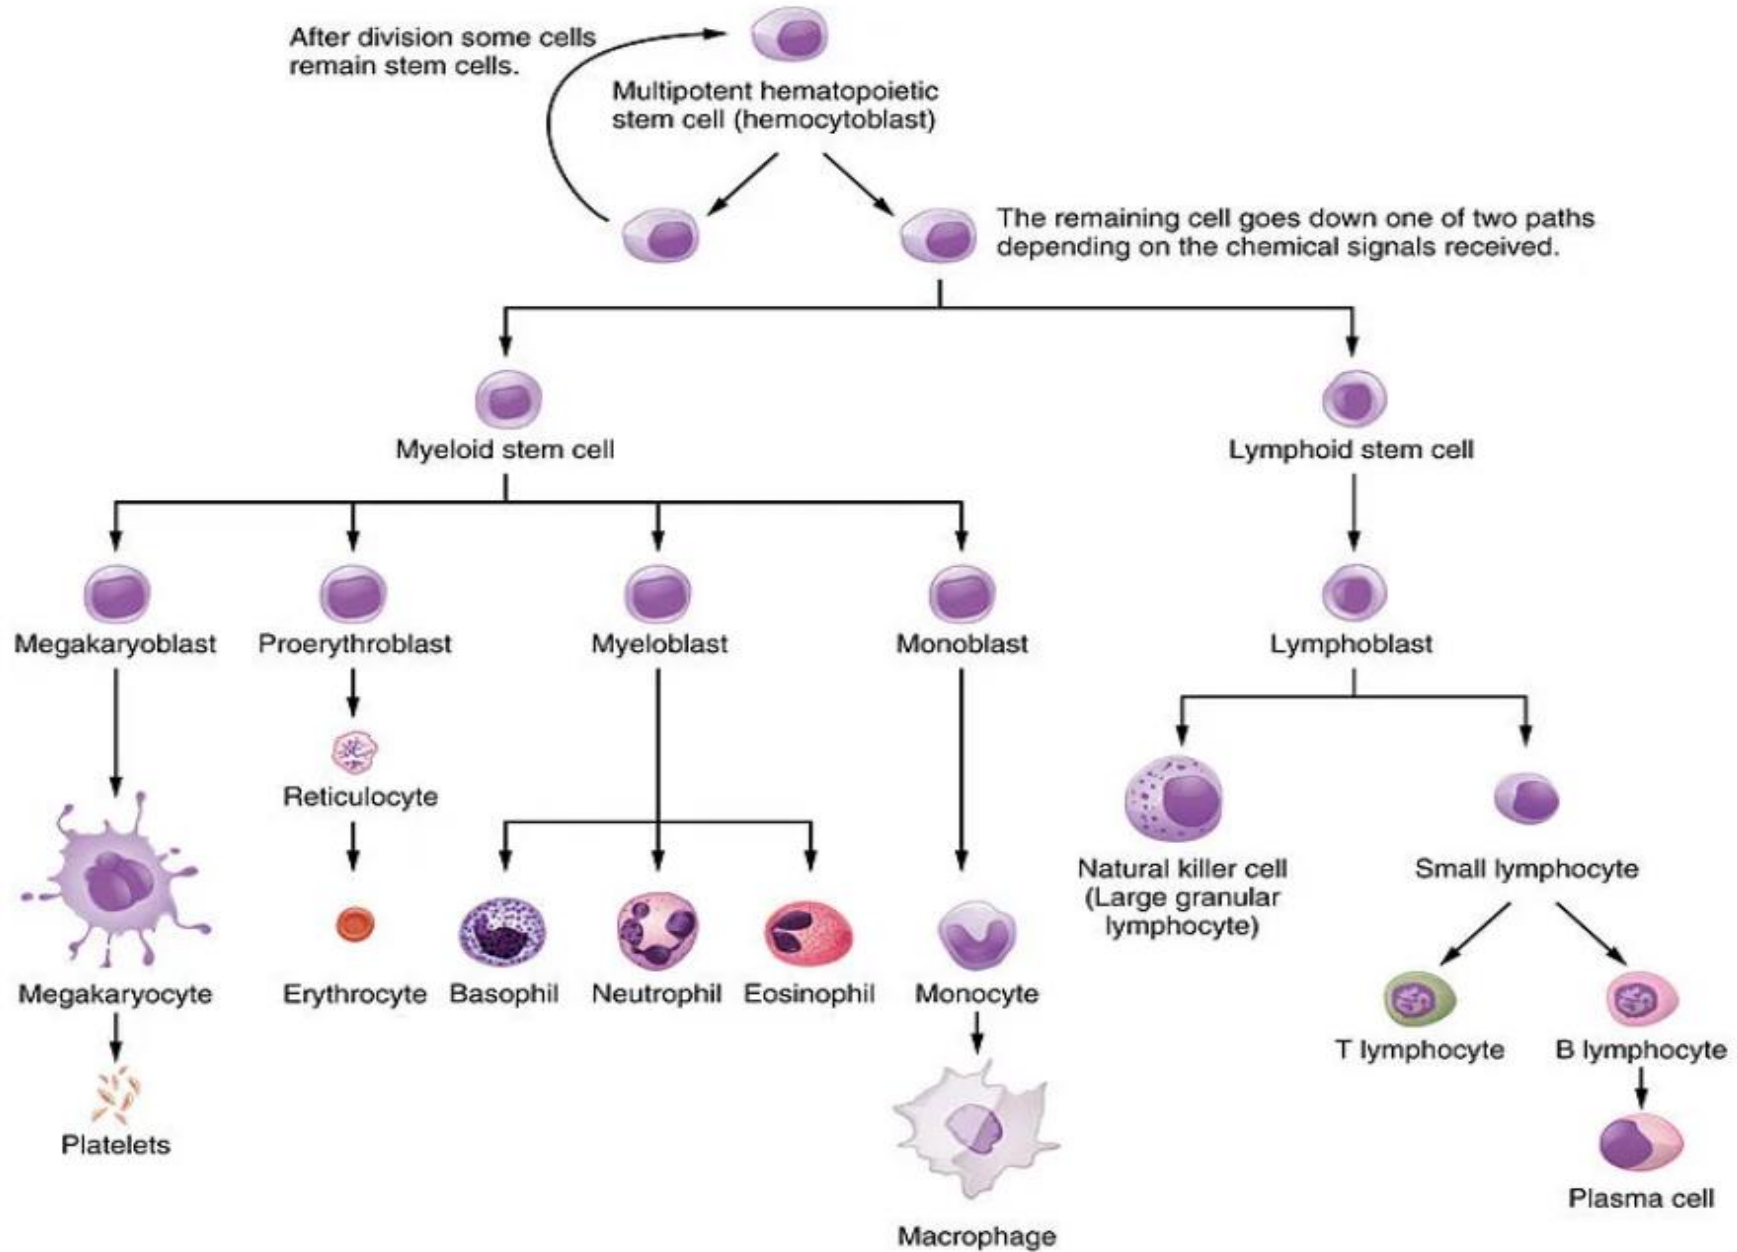 After division some cells
remain stem cells.
Multipotent hematopoietic
stem cell (hemocytoblast)
The remaining cell goes down one of two paths
depending on the chemical signals received.
Myeloid stem cell
Lymphoid stem cell
Megakaryoblast
Proerythroblast
Myeloblast
Monoblast
Lymphoblast
Reticulocyte
Natural killer cell
(Large granular
lymphocyte)
Small lymphocyte
Megakaryocyte
Erythrocyte
Basophil
Neutrophil
Eosinophil
Monocyte
T lymphocyte
B lymphocyte
Platelets
Plasma cell
Macrophage